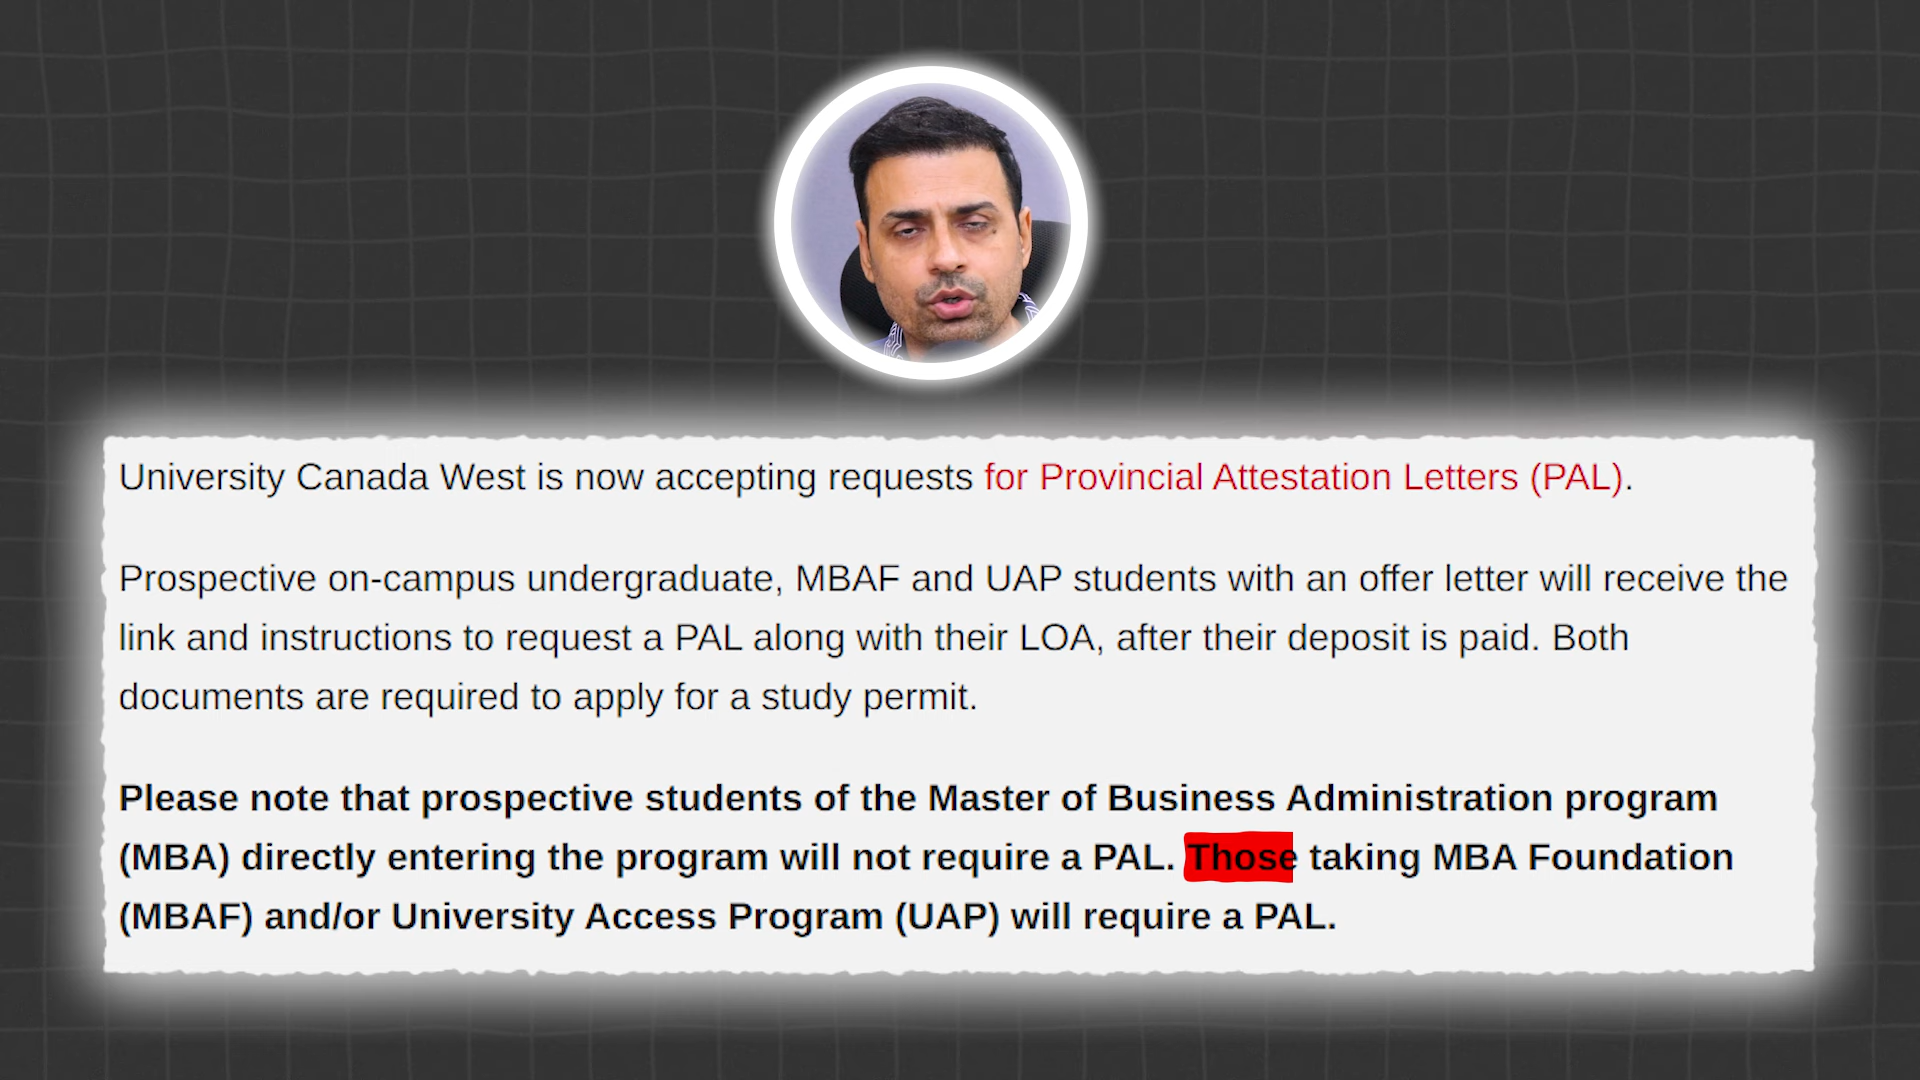 University Canada West is now accepting requests for Provincial Attestation Letters (PAL).
Prospective on-campus undergraduate, MBAF and UAP students with an offer letter will receive the
link and instructions to request a PAL along with their LOA, after their deposit is paid. Both
documents are required to apply for a study permit.
Please note that prospective students of the Master of Business Administration program
(MBA) directly entering the program will not require a PAL. Those taking MBA Foundation
(MBAF) and/or University Access Program (UAP) will require a PAL.